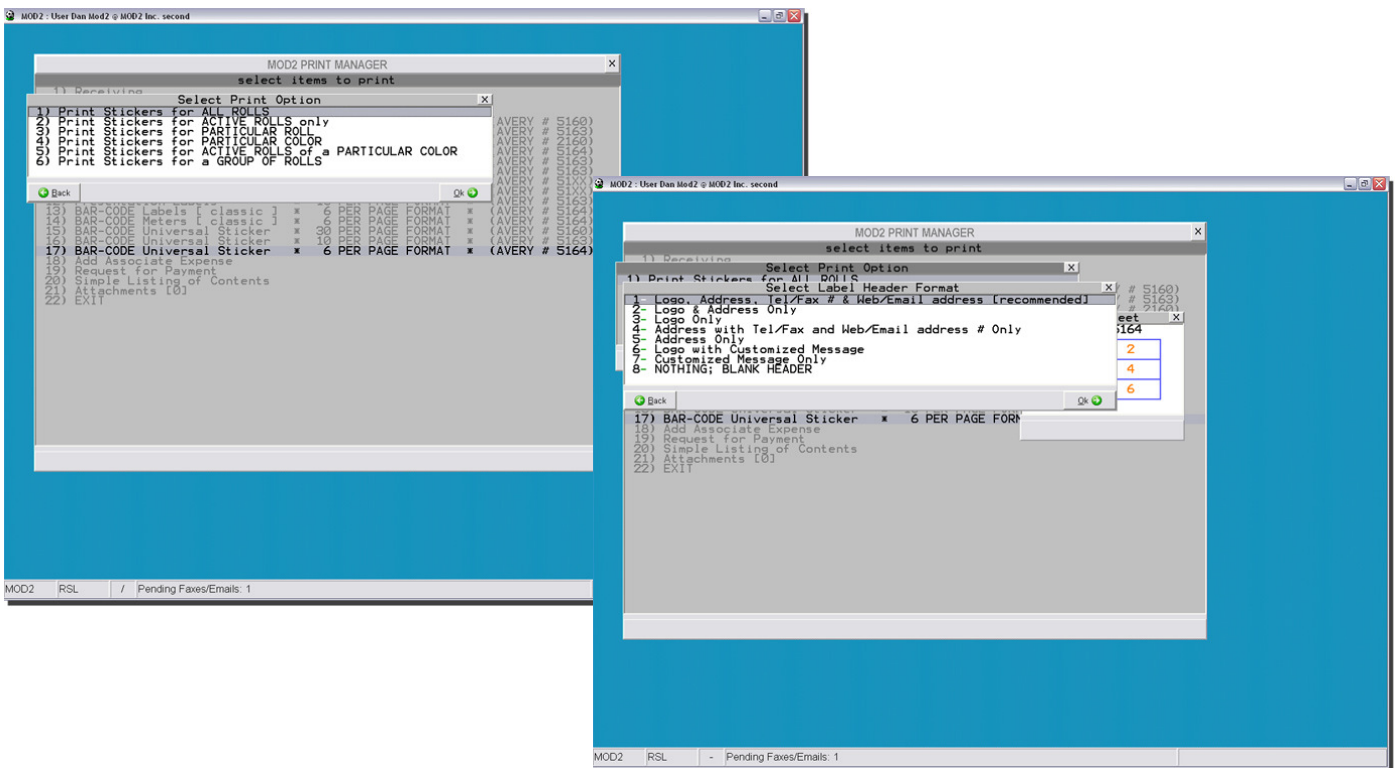 MOD2 : User Dan Mod2 @ MOD2 Inc. second
MOD2 PRINT MANAGER
select items to print
1) Receiving
Select Print Option
1) Print Stickers for ALL ROLLS
2) Print Stickers for ACTIVE ROLLS only
3) Print Stickers for PARTICULAR ROLL
4) Print Stickers for PARTICULAR COLOR
5) Print Stickers for ACTIVE ROLLS of a PARTICULAR COLOR
6) Print Stickers for a GROUP OF ROLLS
Back
Ok
AVERY # 5160)
AVERY # 5163)
AVERY # 2160)
AVERY # 5164)
AVERY # 5163)
AVERY # 5163)
AVERY # 51XX)
AVERY # 51XX)
AVERY # 5163)
13) BAR-CODE Labels [ classic ] * 6 PER PAGE FORMAT * (AVERY # 5164)
14) BAR-CODE Meters [ classic ] * 6 PER PAGE FORMAT * (AVERY # 5164)
15) BAR-CODE Universal Sticker * 30 PER PAGE FORMAT * (AVERY # 5160)
16) BAR-CODE Universal Sticker * 10 PER PAGE FORMAT * (AVERY # 5163)
17) BAR-CODE Universal Sticker * 6 PER PAGE FORMAT * (AVERY # 5164)
18) Add Associate Expense
19) Request for Payment
20) Simple Listing of Contents
21) Attachments [0]
22) EXIT
MOD2 RSL / Pending Faxes/Emails: 1
MOD2 : User Dan Mod2 @ MOD2 Inc. second
MOD2 PRINT MANAGER
select items to print
1) Receiving
Select Print Option
1) Print Stickers for ALL ROLLS
Select Label Header Format
1- Logo, Address, Tel/Fax # & Web/Email address [recommended]
2- Logo & Address Only
3- Logo Only
4- Address with Tel/Fax and Web/Email address # Only
5- Address Only
6- Logo with Customized Message
7- Customized Message Only
8- NOTHING; BLANK HEADER
Back
Ok
# 5160)
# 5163)
# 2160)
eet
5164
2
4
6
17) BAR-CODE Universal Sticker * 6 PER PAGE FORM
18) Add Associate Expense
19) Request for Payment
20) Simple Listing of Contents
21) Attachments [0]
22) EXIT
MOD2 RSL - Pending Faxes/Emails: 1